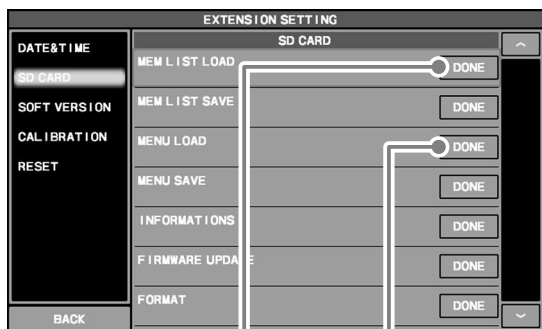 EXTENSION SETTING
DATE&TIME
SD CARD
SOFT VERSION
CALIBRATION
RESET
BACK
SD CARD
MEM LIST LOAD DONE
MEM LIST SAVE DONE
MENU LOAD DONE
MENU SAVE DONE
INFORMATIONS DONE
FIRMWARE UPDATE DONE
FORMAT DONE